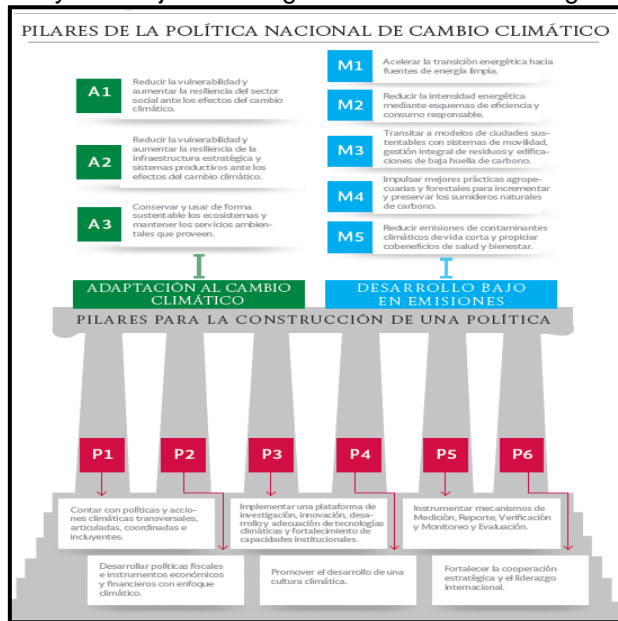 PILARES DE LA POLÍTICA NACIONAL DE CAMBIO CLIMÁTICO
A1
Reducir la vulnerabilidad y
aumentar la resiliencia del sector
social ante los efectos del cambio
climático.
A2
Reducir la vulnerabilidad y
aumentar la resiliencia de la
infraestructura estratégica y
sistemas productivos ante los
efectos del cambio climático.
A3
Conservar y usar de forma
sustentable los ecosistemas y
mantener los servicios ambien-
tales que proveen.
M1
Acelerar la transición energética hacia
fuentes de energía limpia.
M2
Reducir la intensidad energética
mediante esquemas de eficiencia y
consumo responsable.
M3
Transitar a modelos de ciudades sus-
tentables con sistemas de movilidad,
gestión integral de residuos y edifica-
ciones de baja huella de carbono.
M4
Impulsar mejores prácticas agrope-
cuarias y forestales para incrementar
y preservar los sumideros naturales
de carbono.
M5
Reducir emisiones de contaminantes
climáticos de vida corta y propiciar
cobeneficios de salud y bienestar.
ADAPTACIÓN AL CAMBIO
CLIMÁTICO
DESARROLLO BAJO
EN EMISIONES
PILARES PARA LA CONSTRUCCIÓN DE UNA POLÍTICA
P1
P2
P3
P4
P5
P6
Contar con políticas y accio-
nes climáticas transversales,
articuladas, coordinadas e
incluyentes.
Implementar una plataforma de
investigación, innovación, desa-
rrollo y adecuación de tecnologías
climáticas y fortalecimiento de
capacidades institucionales.
Instrumentar mecanismos de
Medición, Reporte, Verificación
y Monitoreo y Evaluación.
Desarrollar políticas fiscales
e instrumentos económicos
y financieros con enfoque
climático.
Promover el desarrollo de una
cultura climática.
Fortalecer la cooperación
estratégica y el liderazgo
internacional.